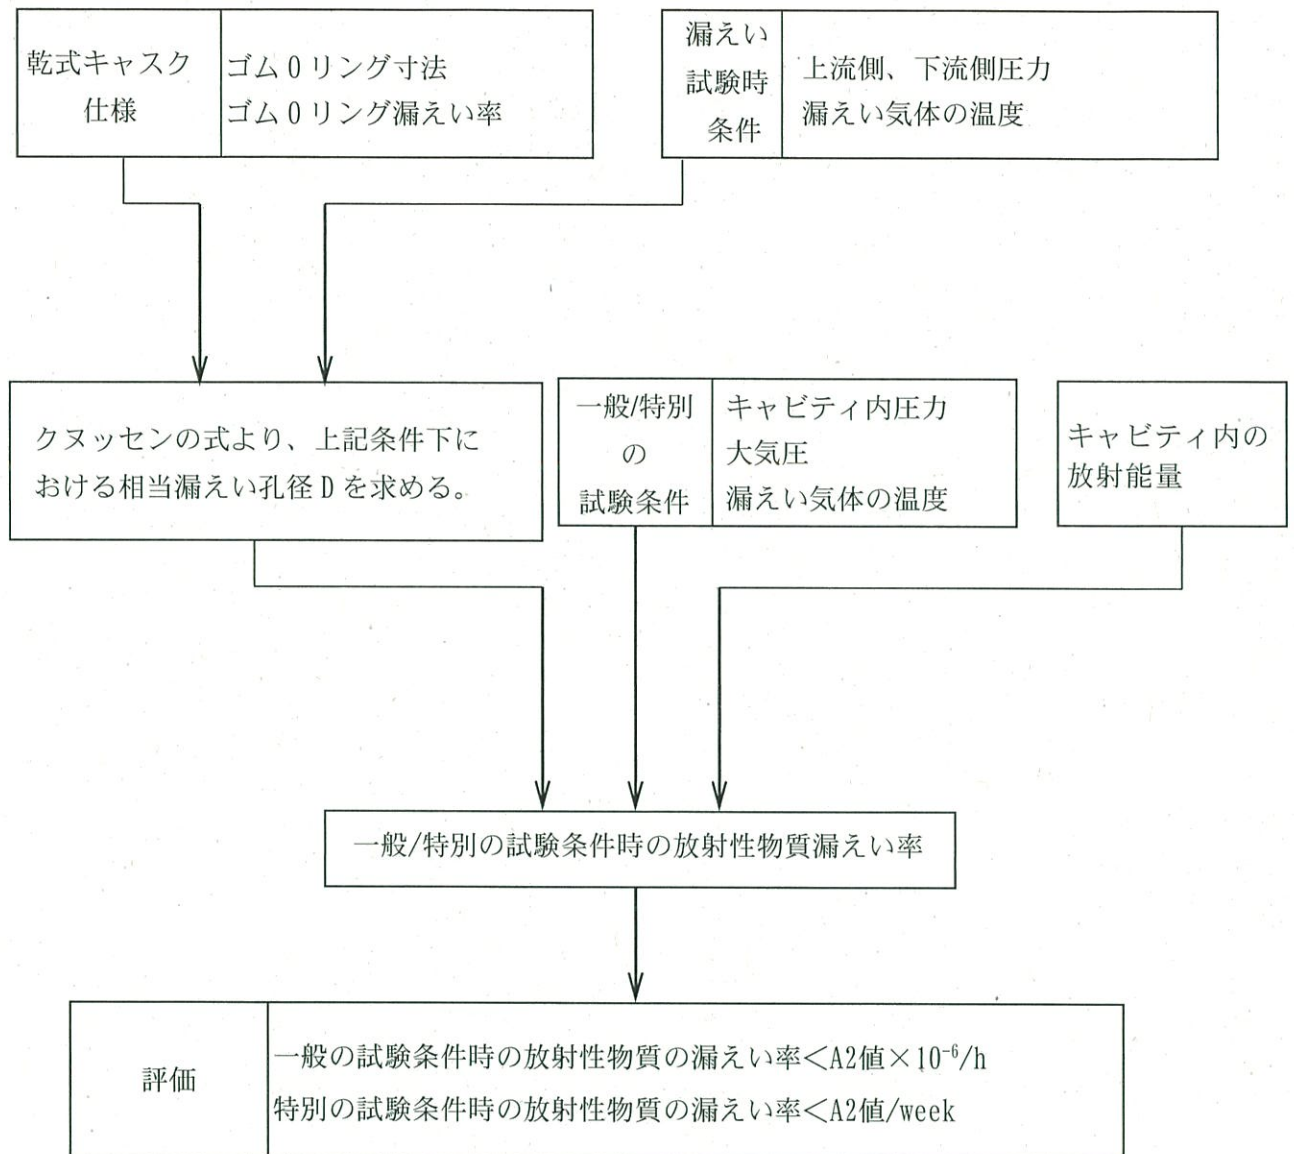 乾式キャスク
仕様
ゴムOリング寸法
ゴムOリング漏えい率
漏えい
試験時
条件
上流側、下流側圧力
漏えい気体の温度
クヌッセンの式より、上記条件下に
おける相当漏えい孔径Dを求める。
一般/特別
の
試験条件
キャビティ内圧力
大気圧
漏えい気体の温度
キャビティ内の
放射能量
一般/特別の試験条件時の放射性物質漏えい率
評価
一般の試験条件時の放射性物質の漏えい率<A2値×10⁻⁶/h
特別の試験条件時の放射性物質の漏えい率<A2値/week